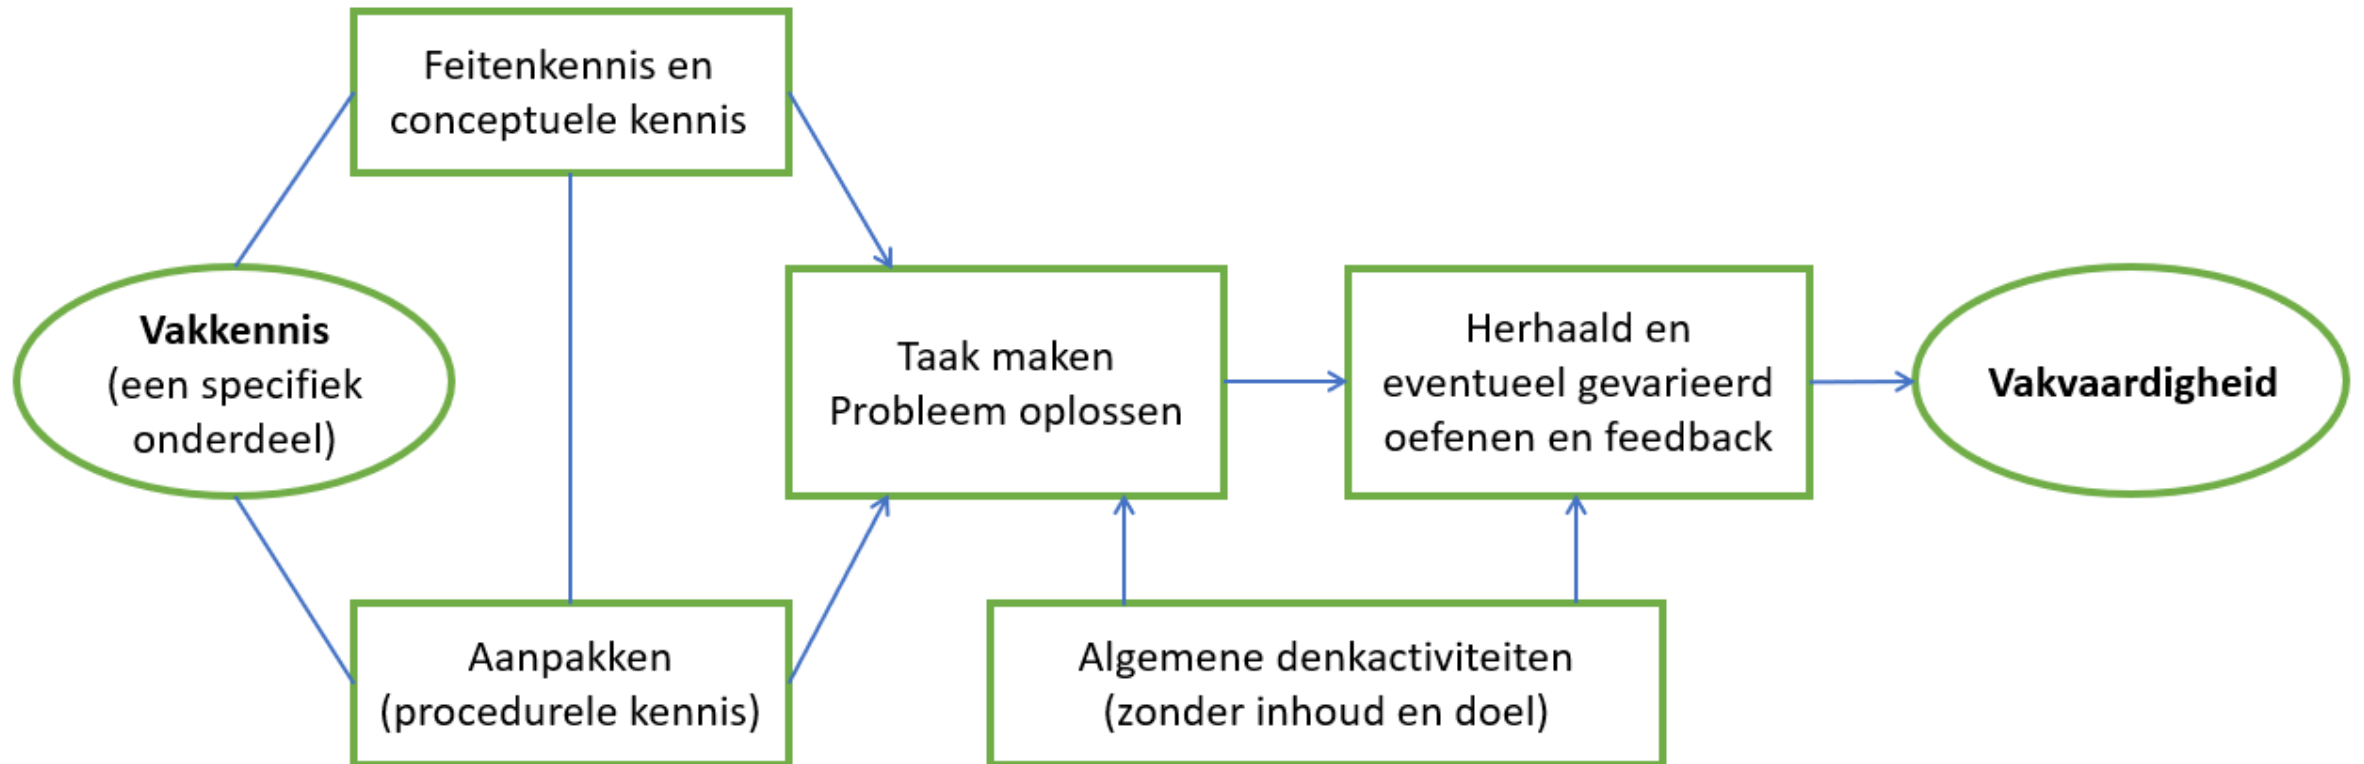 Feitenkennis en
conceptuele kennis
Vakkennis
(een specifiek
onderdeel)
Taak maken
Probleem oplossen
Herhaald en
eventueel gevarieerd
oefenen en feedback
Vakvaardigheid
Aanpakken
(procedurele kennis)
Algemene denkactiviteiten
(zonder inhoud en doel)